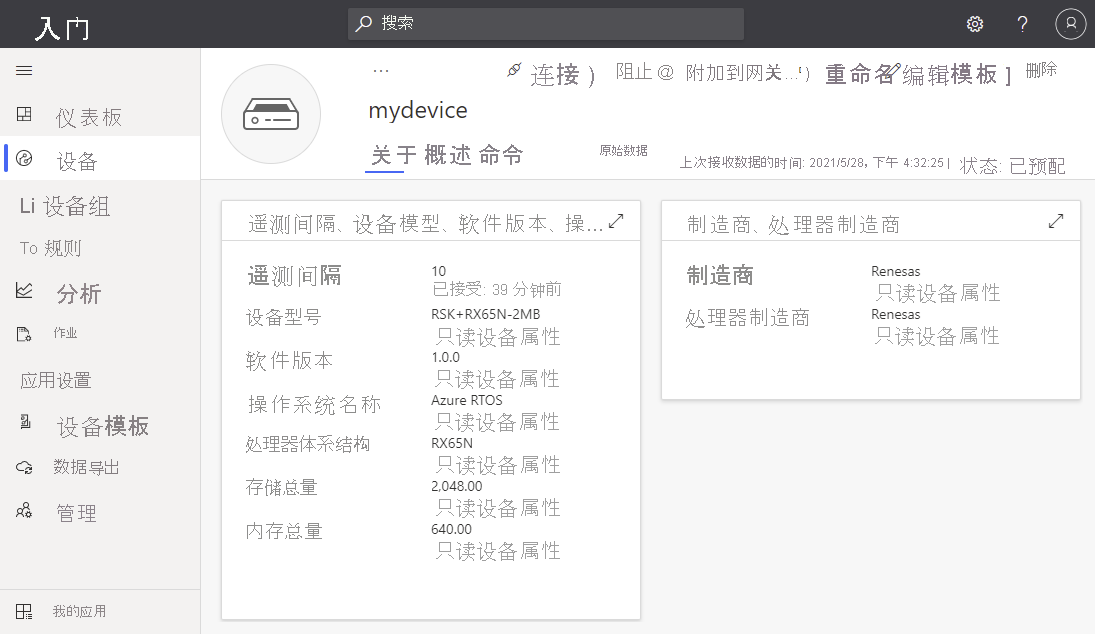 入门
搜索
?
仪表板
设备
Li 设备组
To 规则
分析
作业
应用设置
设备模板
数据导出
管理
我的应用
... 连接 ) 阻止 @ 附加到网关...') 重命名 编辑模板 ] 删除
mydevice
关于 概述 命令 原始数据
上次接收数据的时间: 2021/5/28, 下午 4:32:25 | 状态: 已预配
遥测间隔、设备模型、软件版本、操...
遥测间隔 10
已接受: 39 分钟前
设备型号 RSK+RX65N-2MB
只读设备属性
软件版本 1.0.0
只读设备属性
操作系统名称 Azure RTOS
只读设备属性
处理器体系结构 RX65N
只读设备属性
存储总量 2,048.00
只读设备属性
内存总量 640.00
只读设备属性
制造商、处理器制造商
制造商 Renesas
只读设备属性
处理器制造商 Renesas
只读设备属性